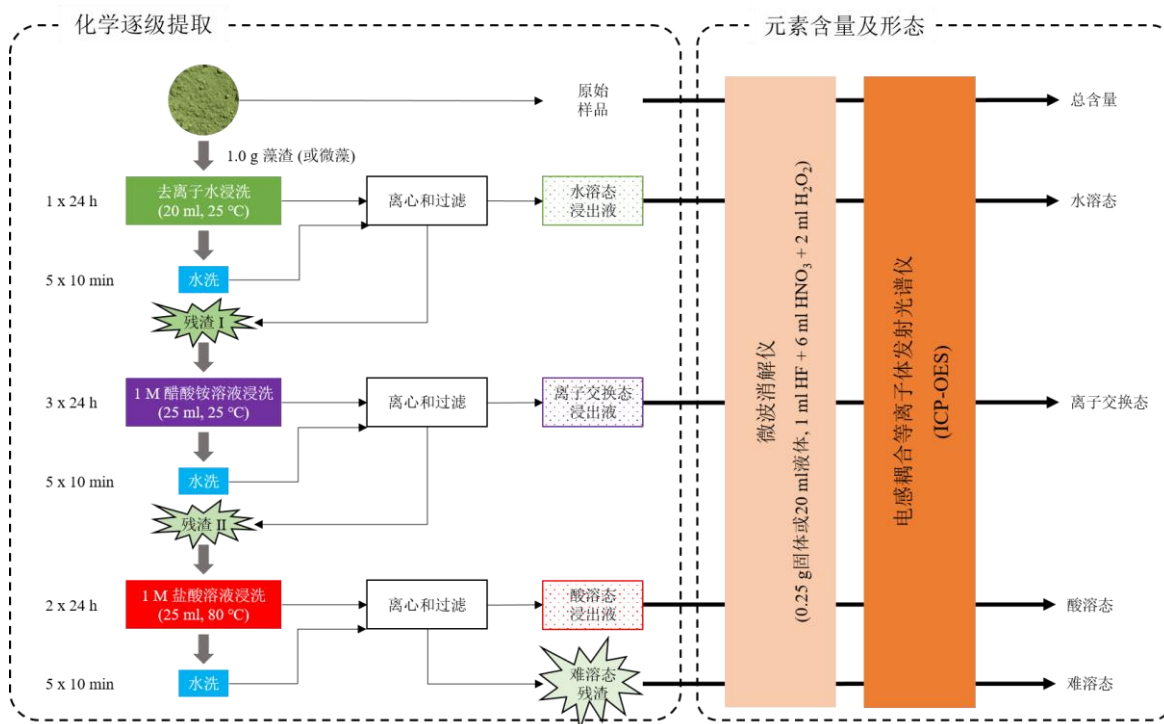 化学逐级提取
元素含量及形态
原始
样品
总含量
1.0 g 藻渣 (或微藻)
1 x 24 h
去离子水浸洗
(20 ml, 25 ℃)
离心和过滤
水溶态
浸出液
水溶态
5 x 10 min
水洗
残渣 I
3 x 24 h
1 M 醋酸铵溶液浸洗
(25 ml, 25 ℃)
离心和过滤
离子交换态
浸出液
离子交换态
5 x 10 min
水洗
残渣 II
2 x 24 h
1 M 盐酸溶液浸洗
(25 ml, 80 ℃)
离心和过滤
酸溶态
浸出液
酸溶态
5 x 10 min
水洗
难溶态
残渣
难溶态
微波消解仪
(0.25 g固体或20 ml液体, 1 ml HF + 6 ml HNO₃ + 2 ml H₂O₂)
电感耦合等离子体发射光谱仪
(ICP-OES)